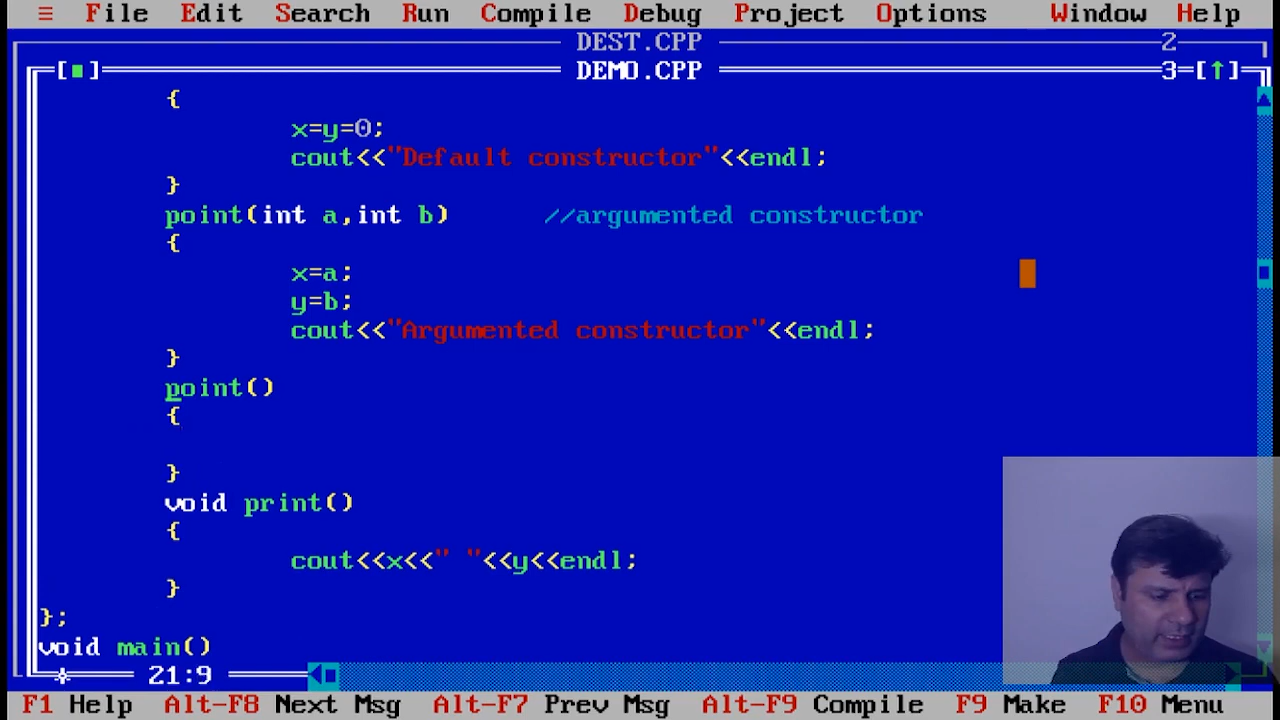 ≡ File Edit Search Run Compile Debug Project Options Window Help
DEST.CPP 2
[■] DEMO.CPP 3=[↑]
{
x=y=0;
cout<<"Default constructor"<<endl;
}
point(int a,int b) //argumented constructor
{
x=a;
y=b;
cout<<"Argumented constructor"<<endl;
}
point()
{
}
void print()
{
cout<<x<<" "<<y<<endl;
}
};
void main()
21:9
F1 Help Alt-F8 Next Msg Alt-F7 Prev Msg Alt-F9 Compile F9 Make F10 Menu